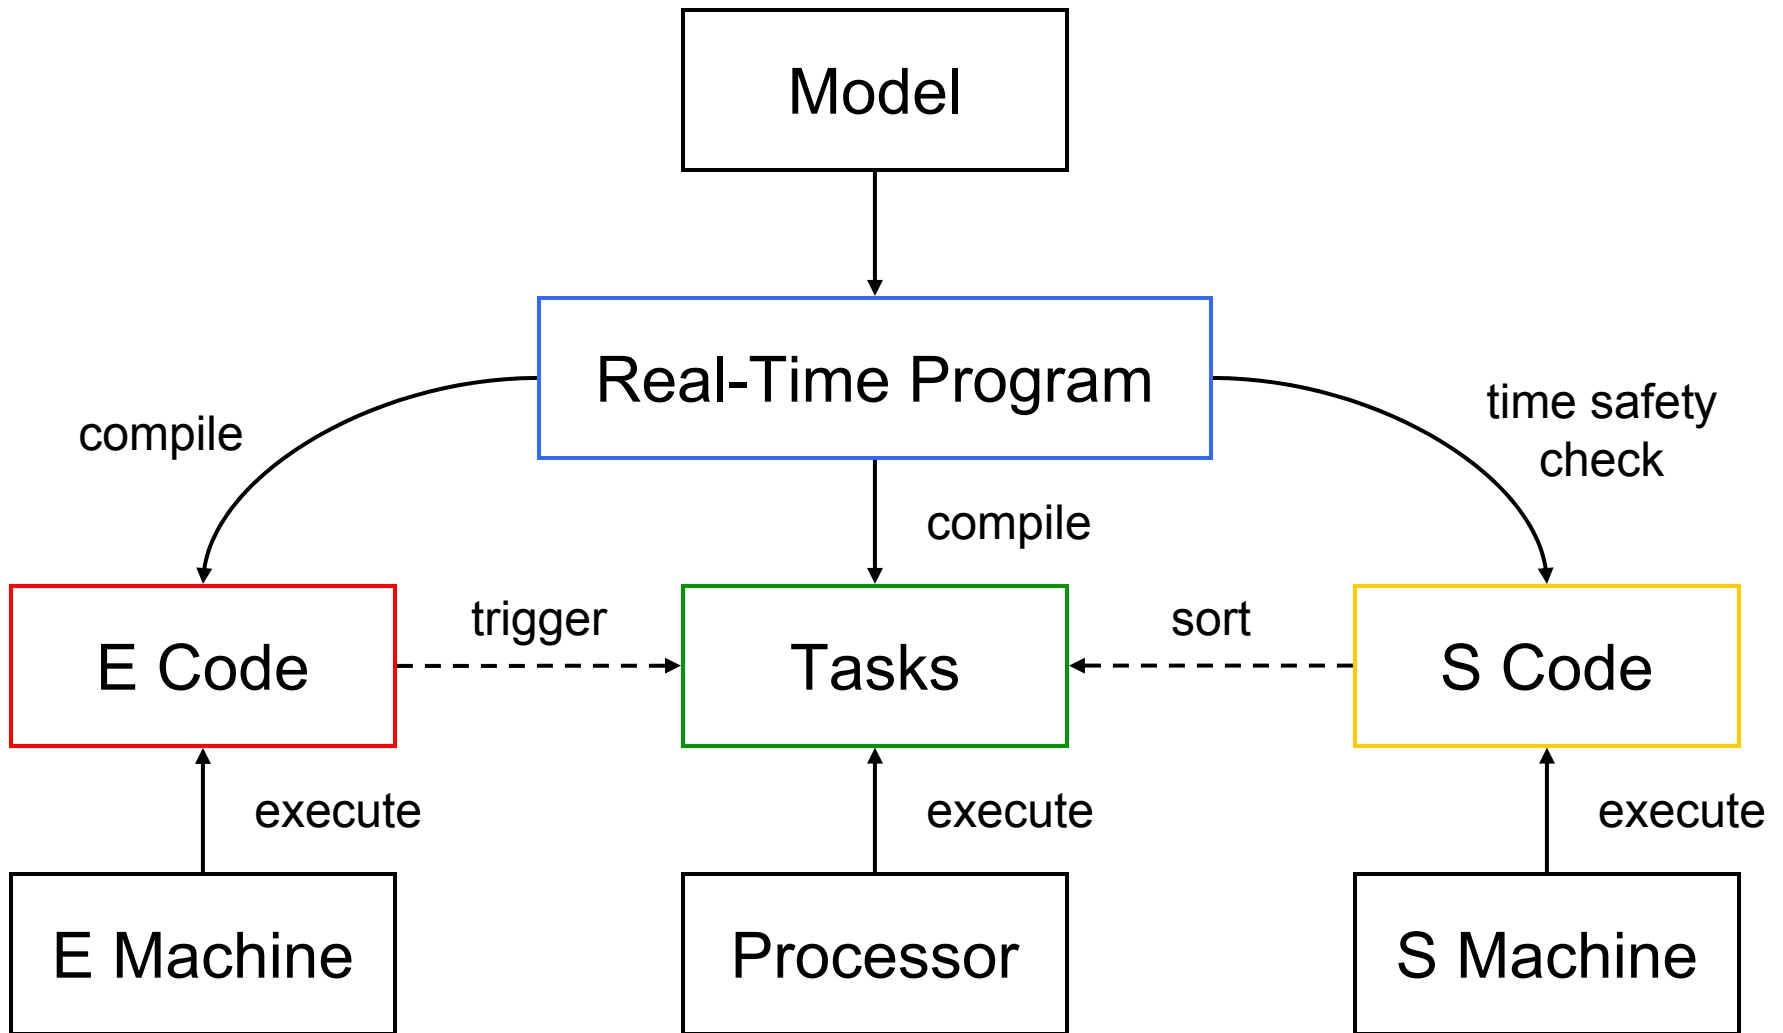 Model
Real-Time Program
compile
time safety
check
compile
E Code
trigger
Tasks
sort
S Code
execute
execute
execute
E Machine
Processor
S Machine